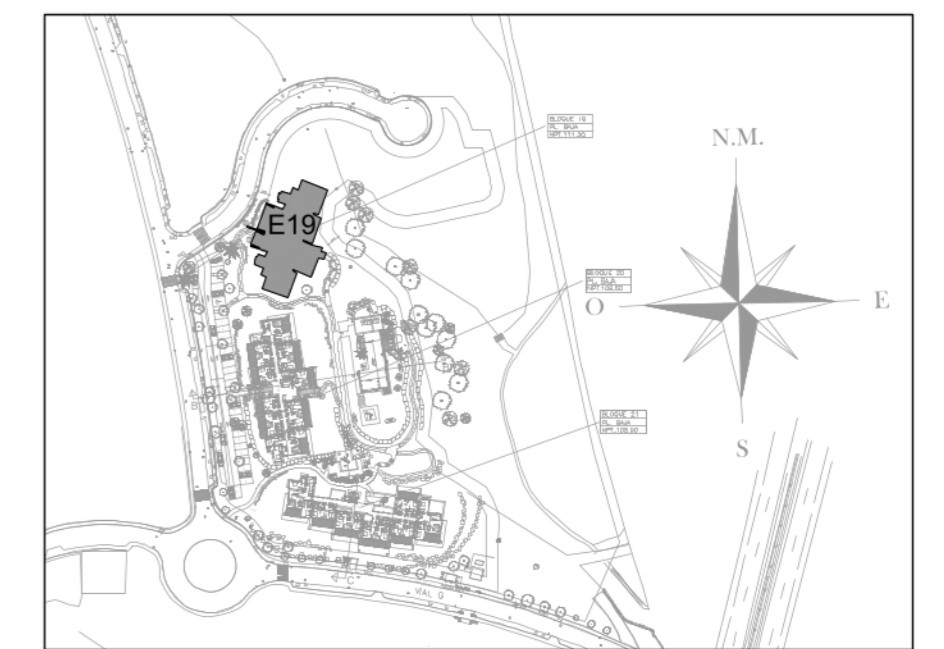 BLOQUE 19
PL. BAJA
N.M.
E19
BLOQUE 20
PL. BAJA
O
E
BLOQUE 21
PL. BAJA
S
C
VIAL G